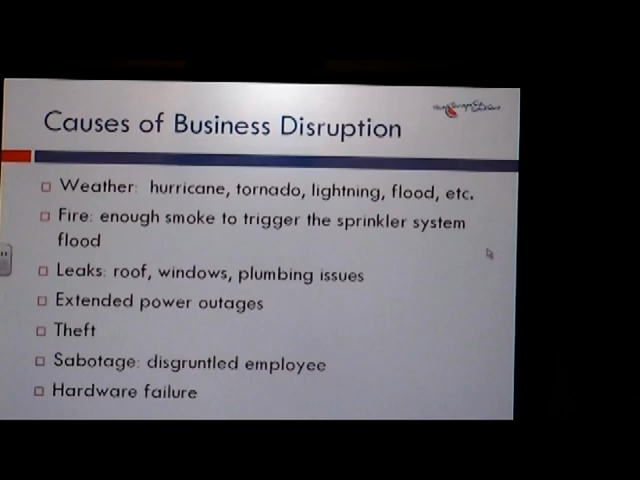 Causes of Business Disruption
Weather: hurricane, tornado, lightning, flood, etc.
Fire: enough smoke to trigger the sprinkler system
flood
Leaks: roof, windows, plumbing issues
Extended power outages
Theft
Sabotage: disgruntled employee
Hardware failure